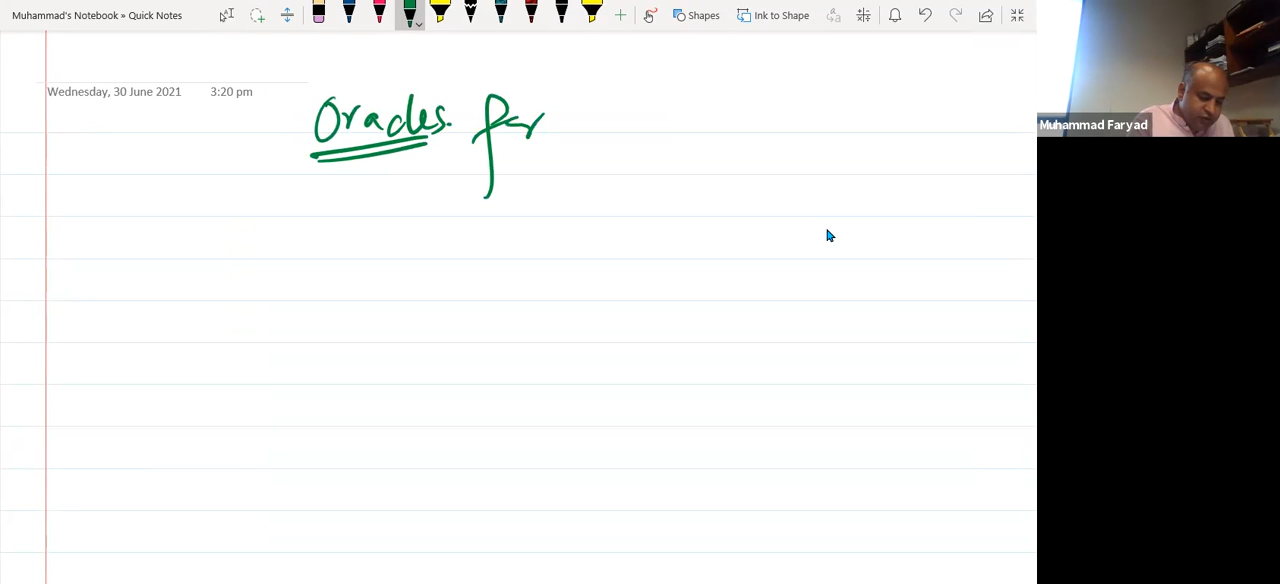 Muhammad's Notebook » Quick Notes
Shapes
Ink to Shape
Wednesday, 30 June 2021 3:20 pm
Oracles for
Muhammad Faryad